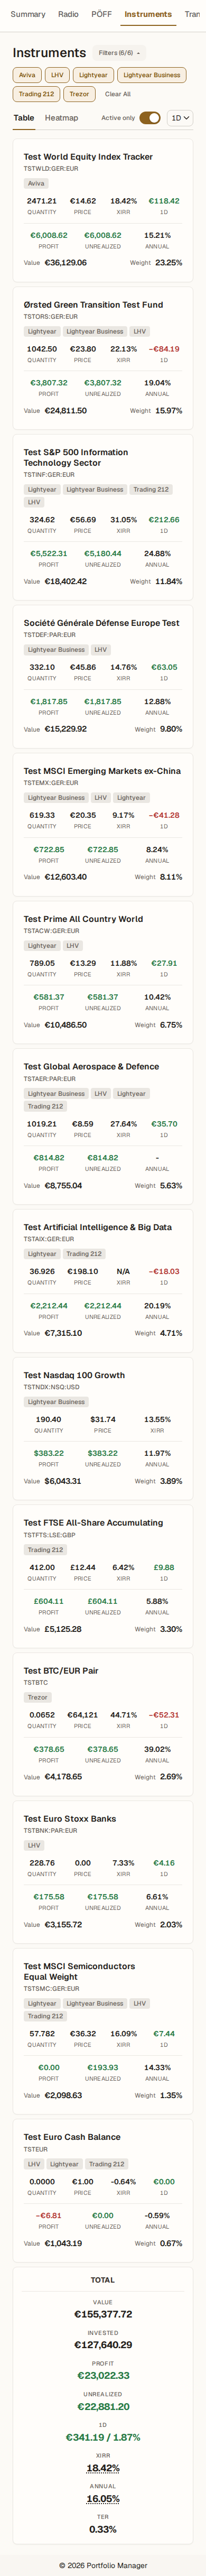 Summary Radio PÖFF Instruments Tran
Instruments Filters (6/6)
Aviva LHV Lightyear Lightyear Business
Trading 212 Trezor Clear All
Table Heatmap Active only 1D
Test World Equity Index Tracker
TSTWLD:GER:EUR
Aviva
2471.21 €14.62 18.42% €118.42
QUANTITY PRICE XIRR 1D
€6,008.62 €6,008.62 15.21%
PROFIT UNREALIZED ANNUAL
Value €36,129.06 Weight 23.25%
Ørsted Green Transition Test Fund
TSTORS:GER:EUR
Lightyear Lightyear Business LHV
1042.50 €23.80 22.13% −€84.19
QUANTITY PRICE XIRR 1D
€3,807.32 €3,807.32 19.04%
PROFIT UNREALIZED ANNUAL
Value €24,811.50 Weight 15.97%
Test S&P 500 Information
Technology Sector
TSTINF:GER:EUR
Lightyear Lightyear Business Trading 212
LHV
324.62 €56.69 31.05% €212.66
QUANTITY PRICE XIRR 1D
€5,522.31 €5,180.44 24.88%
PROFIT UNREALIZED ANNUAL
Value €18,402.42 Weight 11.84%
Société Générale Défense Europe Test
TSTDEF:PAR:EUR
Lightyear Business LHV
332.10 €45.86 14.76% €63.05
QUANTITY PRICE XIRR 1D
€1,817.85 €1,817.85 12.88%
PROFIT UNREALIZED ANNUAL
Value €15,229.92 Weight 9.80%
Test MSCI Emerging Markets ex-China
TSTEMX:GER:EUR
Lightyear Business LHV Lightyear
619.33 €20.35 9.17% −€41.28
QUANTITY PRICE XIRR 1D
€722.85 €722.85 8.24%
PROFIT UNREALIZED ANNUAL
Value €12,603.40 Weight 8.11%
Test Prime All Country World
TSTACW:GER:EUR
Lightyear LHV
789.05 €13.29 11.88% €27.91
QUANTITY PRICE XIRR 1D
€581.37 €581.37 10.42%
PROFIT UNREALIZED ANNUAL
Value €10,486.50 Weight 6.75%
Test Global Aerospace & Defence
TSTAER:PAR:EUR
Lightyear Business LHV Lightyear
Trading 212
1019.21 €8.59 27.64% €35.70
QUANTITY PRICE XIRR 1D
€814.82 €814.82 -
PROFIT UNREALIZED ANNUAL
Value €8,755.04 Weight 5.63%
Test Artificial Intelligence & Big Data
TSTAIX:GER:EUR
Lightyear Trading 212
36.926 €198.10 N/A −€18.03
QUANTITY PRICE XIRR 1D
€2,212.44 €2,212.44 20.19%
PROFIT UNREALIZED ANNUAL
Value €7,315.10 Weight 4.71%
Test Nasdaq 100 Growth
TSTNDX:NSQ:USD
Lightyear Business
190.40 $31.74 13.55%
QUANTITY PRICE XIRR
$383.22 $383.22 11.97%
PROFIT UNREALIZED ANNUAL
Value $6,043.31 Weight 3.89%
Test FTSE All-Share Accumulating
TSTFTS:LSE:GBP
Trading 212
412.00 £12.44 6.42% £9.88
QUANTITY PRICE XIRR 1D
£604.11 £604.11 5.88%
PROFIT UNREALIZED ANNUAL
Value £5,125.28 Weight 3.30%
Test BTC/EUR Pair
TSTBTC
Trezor
0.0652 €64,121 44.71% −€52.31
QUANTITY PRICE XIRR 1D
€378.65 €378.65 39.02%
PROFIT UNREALIZED ANNUAL
Value €4,178.65 Weight 2.69%
Test Euro Stoxx Banks
TSTBNK:PAR:EUR
LHV
228.76 0.00 7.33% €4.16
QUANTITY PRICE XIRR 1D
€175.58 €175.58 6.61%
PROFIT UNREALIZED ANNUAL
Value €3,155.72 Weight 2.03%
Test MSCI Semiconductors
Equal Weight
TSTSMC:GER:EUR
Lightyear Lightyear Business LHV
Trading 212
57.782 €36.32 16.09% €7.44
QUANTITY PRICE XIRR 1D
€0.00 €193.93 14.33%
PROFIT UNREALIZED ANNUAL
Value €2,098.63 Weight 1.35%
Test Euro Cash Balance
TSTEUR
LHV Lightyear Trading 212
0.0000 €1.00 -0.64% €0.00
QUANTITY PRICE XIRR 1D
−€6.81 €0.00 -0.59%
PROFIT UNREALIZED ANNUAL
Value €1,043.19 Weight 0.67%
TOTAL
VALUE
€155,377.72
INVESTED
€127,640.29
PROFIT
€23,022.33
UNREALIZED
€22,881.20
1D
€341.19 / 1.87%
XIRR
18.42%
ANNUAL
16.05%
TER
0.33%
© 2026 Portfolio Manager